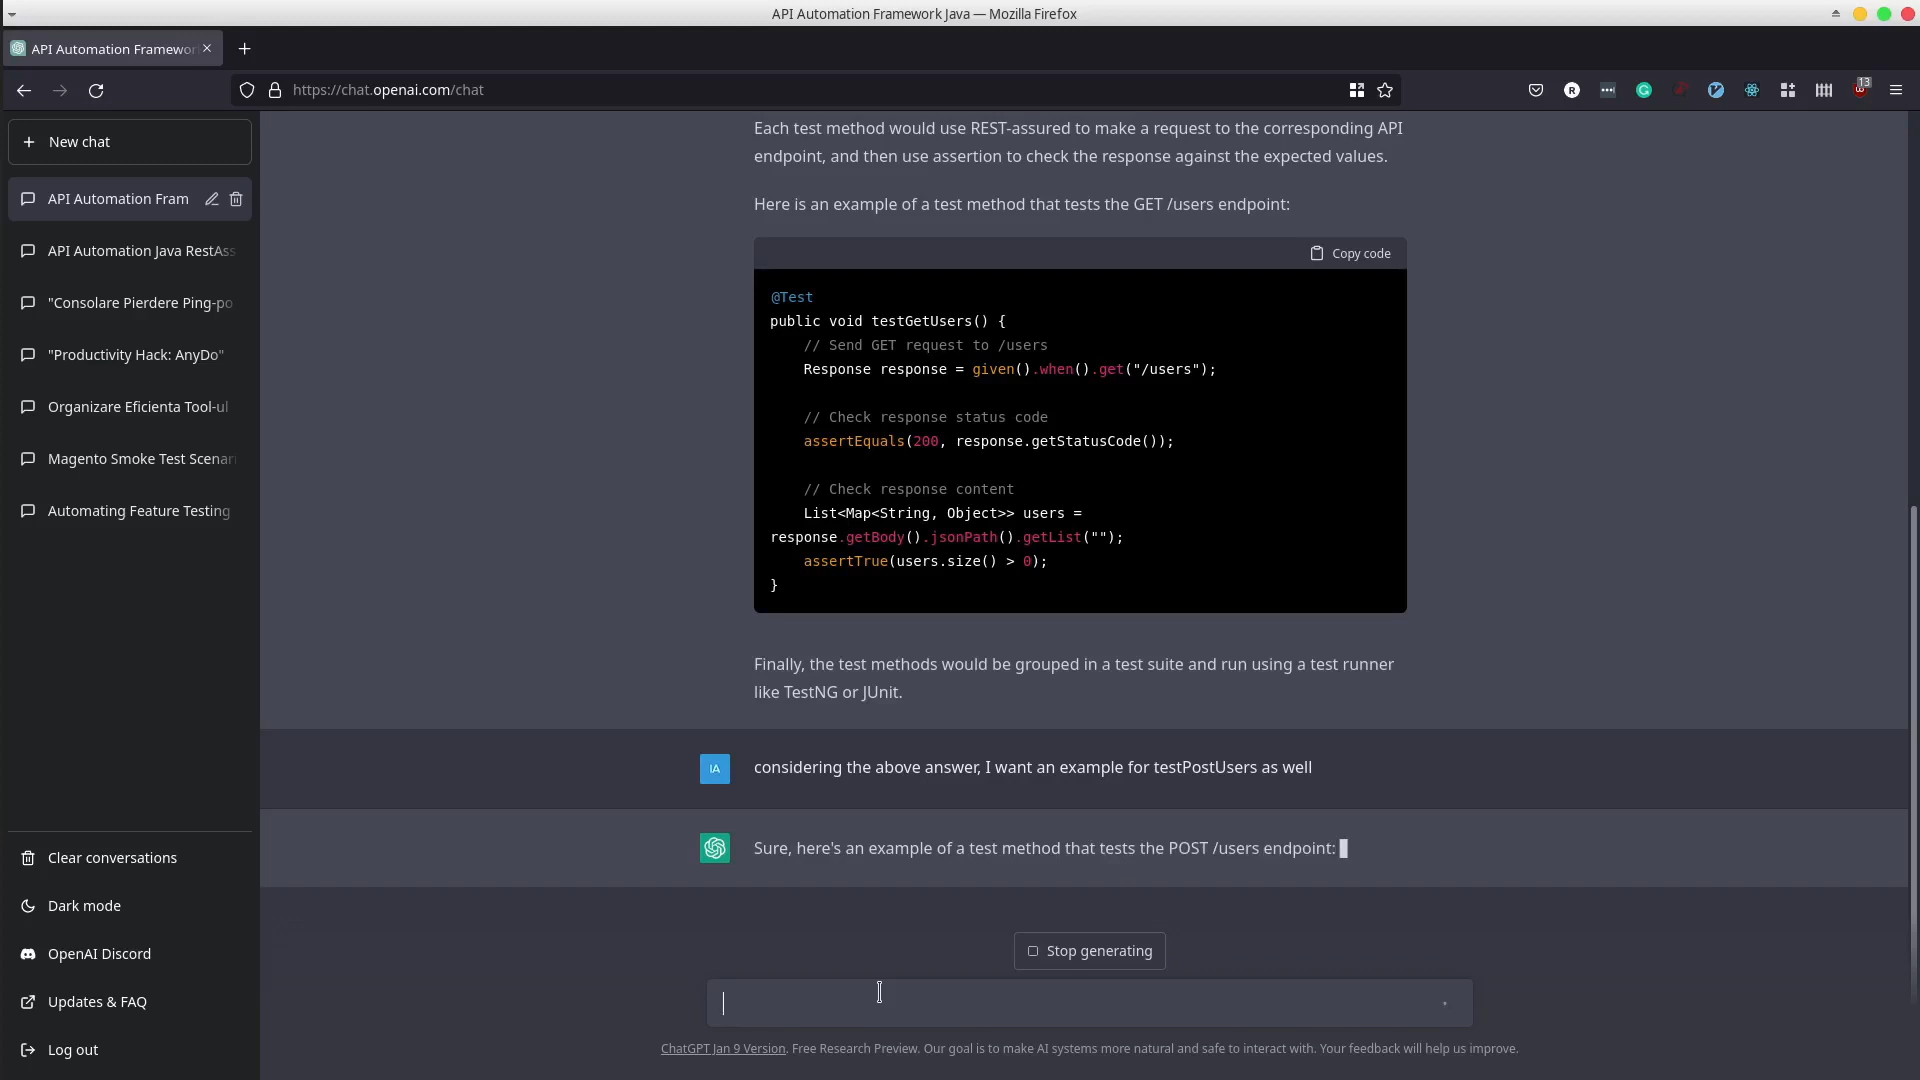 API Automation Framework Java — Mozilla Firefox
API Automation Framewor
https://chat.openai.com/chat
R
13
New chat
API Automation Fram
API Automation Java RestAss
"Consolare Pierdere Ping-po
"Productivity Hack: AnyDo"
Organizare Eficienta Tool-ul
Magento Smoke Test Scenar
Automating Feature Testing
Clear conversations
Dark mode
OpenAI Discord
Updates & FAQ
Log out
Each test method would use REST-assured to make a request to the corresponding API
endpoint, and then use assertion to check the response against the expected values.
Here is an example of a test method that tests the GET /users endpoint:
Copy code
@Test
public void testGetUsers() {
    // Send GET request to /users
    Response response = given().when().get("/users");
    // Check response status code
    assertEquals(200, response.getStatusCode());
    // Check response content
    List<Map<String, Object>> users =
response.getBody().jsonPath().getList("");
    assertTrue(users.size() > 0);
}
Finally, the test methods would be grouped in a test suite and run using a test runner
like TestNG or JUnit.
IA
considering the above answer, I want an example for testPostUsers as well
Sure, here's an example of a test method that tests the POST /users endpoint:
Stop generating
ChatGPT Jan 9 Version. Free Research Preview. Our goal is to make AI systems more natural and safe to interact with. Your feedback will help us improve.